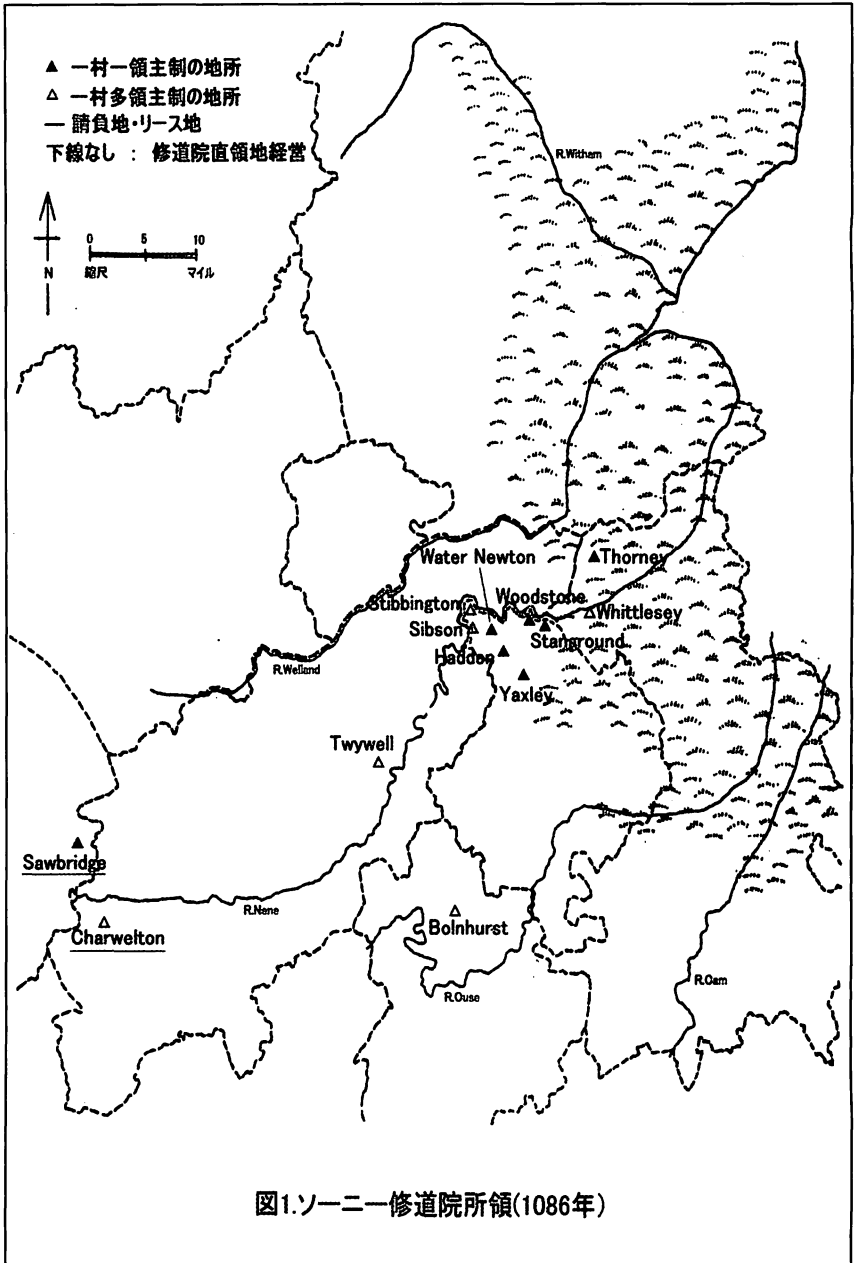 ▲ 一村一領主制の地所
△ 一村多領主制の地所
― 請負地・リース地
下線なし : 修道院直領地経営
0 5 10
N 縮尺 マイル
R.Witham
Water Newton
Thorney
Stibbington
Woodstone
Whittlesey
Sibson
Stanground
Haddon
R.Welland
Yaxley
Twywell
Sawbridge
R.Nene
Bolnhurst
Charwelton
R.Ouse
R.Cam
図1.ソーニー修道院所領(1086年)